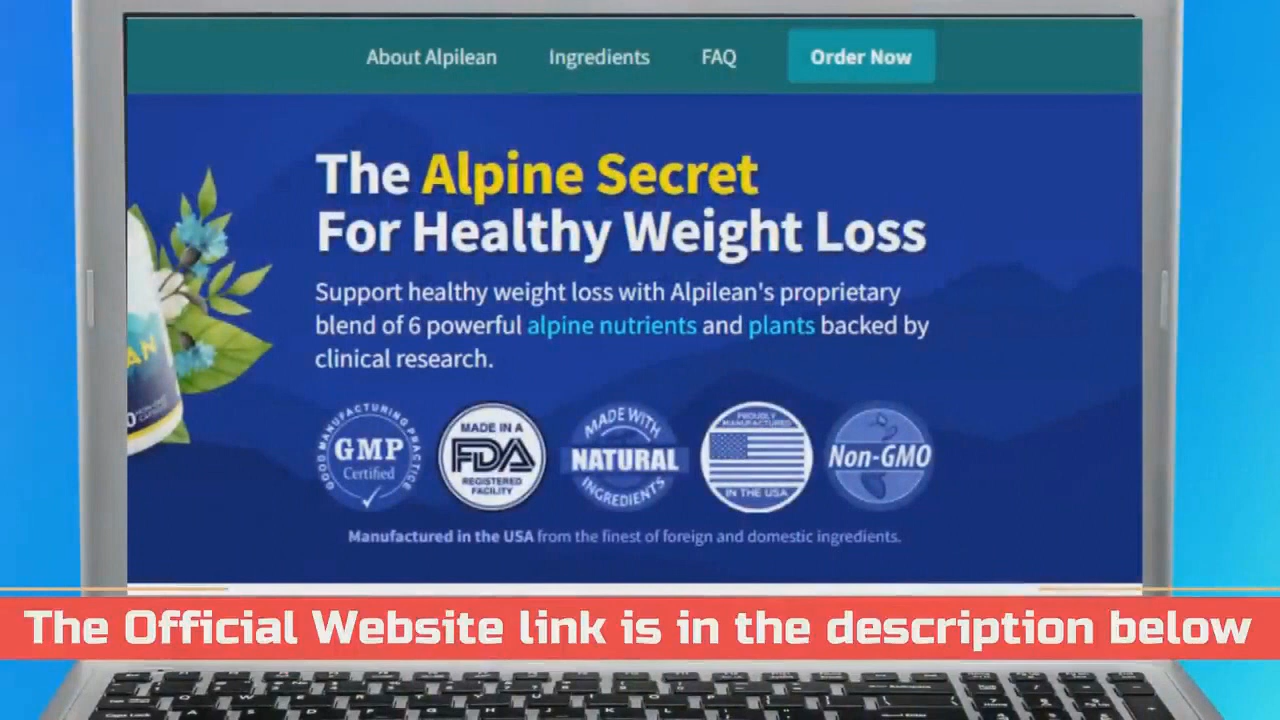 About Alpilean
Ingredients
FAQ
Order Now
The Alpine Secret
For Healthy Weight Loss
Support healthy weight loss with Alpilean's proprietary
blend of 6 powerful alpine nutrients and plants backed by
clinical research.
GOOD MANUFACTURING PRACTICE
GMP
Certified
MADE IN A
FDA
REGISTERED
FACILITY
MADE WITH
NATURAL
INGREDIENTS
PROUDLY
MANUFACTURED
IN THE USA
Non-GMO
Manufactured in the USA from the finest of foreign and domestic ingredients.
The Official Website link is in the description below